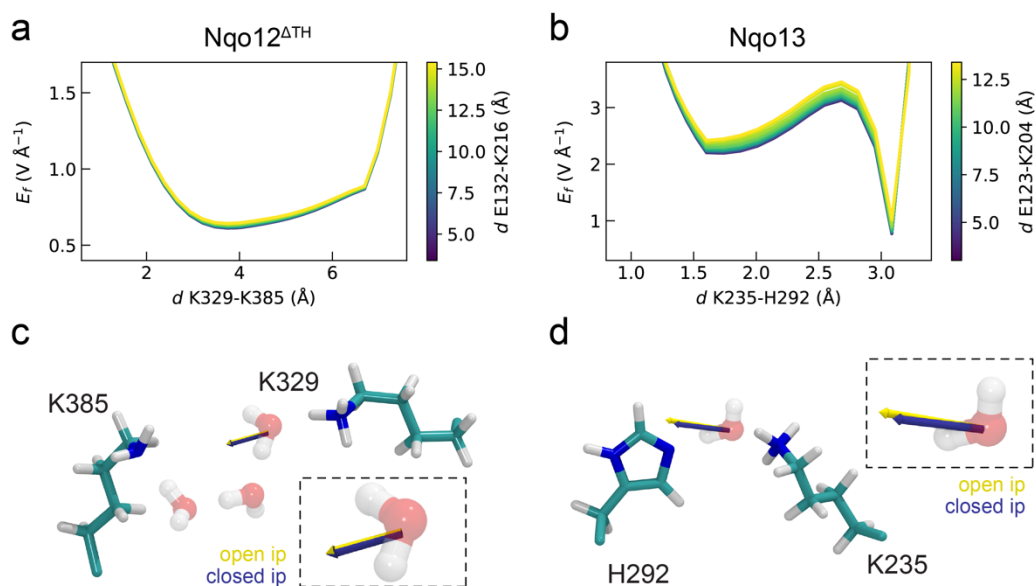 a
Nqo12ΔTH
1.5
1.0
0.5
Ef (V Å⁻¹)
2
4
6
d K329-K385 (Å)
15.0
12.5
10.0
7.5
5.0
d E132-K216 (Å)
b
Nqo13
3
2
1
Ef (V Å⁻¹)
1.0
1.5
2.0
2.5
3.0
d K235-H292 (Å)
12.5
10.0
7.5
5.0
d E123-K204 (Å)
c
K385
K329
open ip
closed ip
d
H292
K235
open ip
closed ip